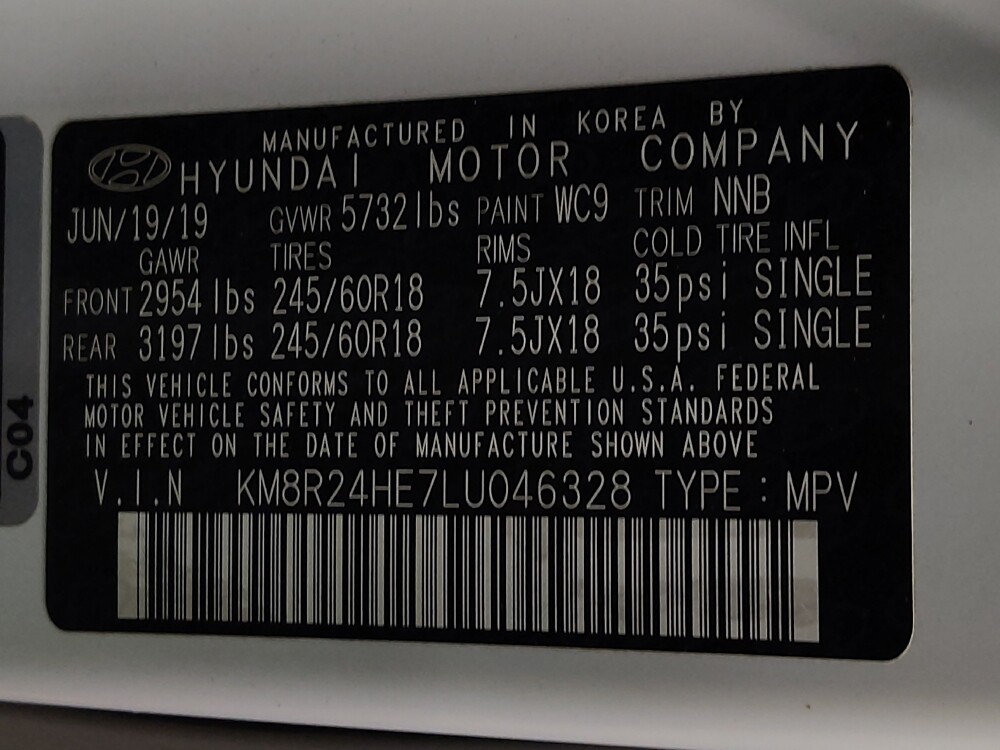 MANUFACTURED IN KOREA BY
HYUNDAI MOTOR COMPANY
JUN/19/19 GVWR 5732lbs PAINT WC9 TRIM NNB
GAWR TIRES RIMS COLD TIRE INFL
FRONT 2954lbs 245/60R18 7.5JX18 35psi SINGLE
REAR 3197lbs 245/60R18 7.5JX18 35psi SINGLE
THIS VEHICLE CONFORMS TO ALL APPLICABLE U.S.A. FEDERAL
MOTOR VEHICLE SAFETY AND THEFT PREVENTION STANDARDS
IN EFFECT ON THE DATE OF MANUFACTURE SHOWN ABOVE
V.I.N KM8R24HE7LU046328 TYPE : MPV
C04